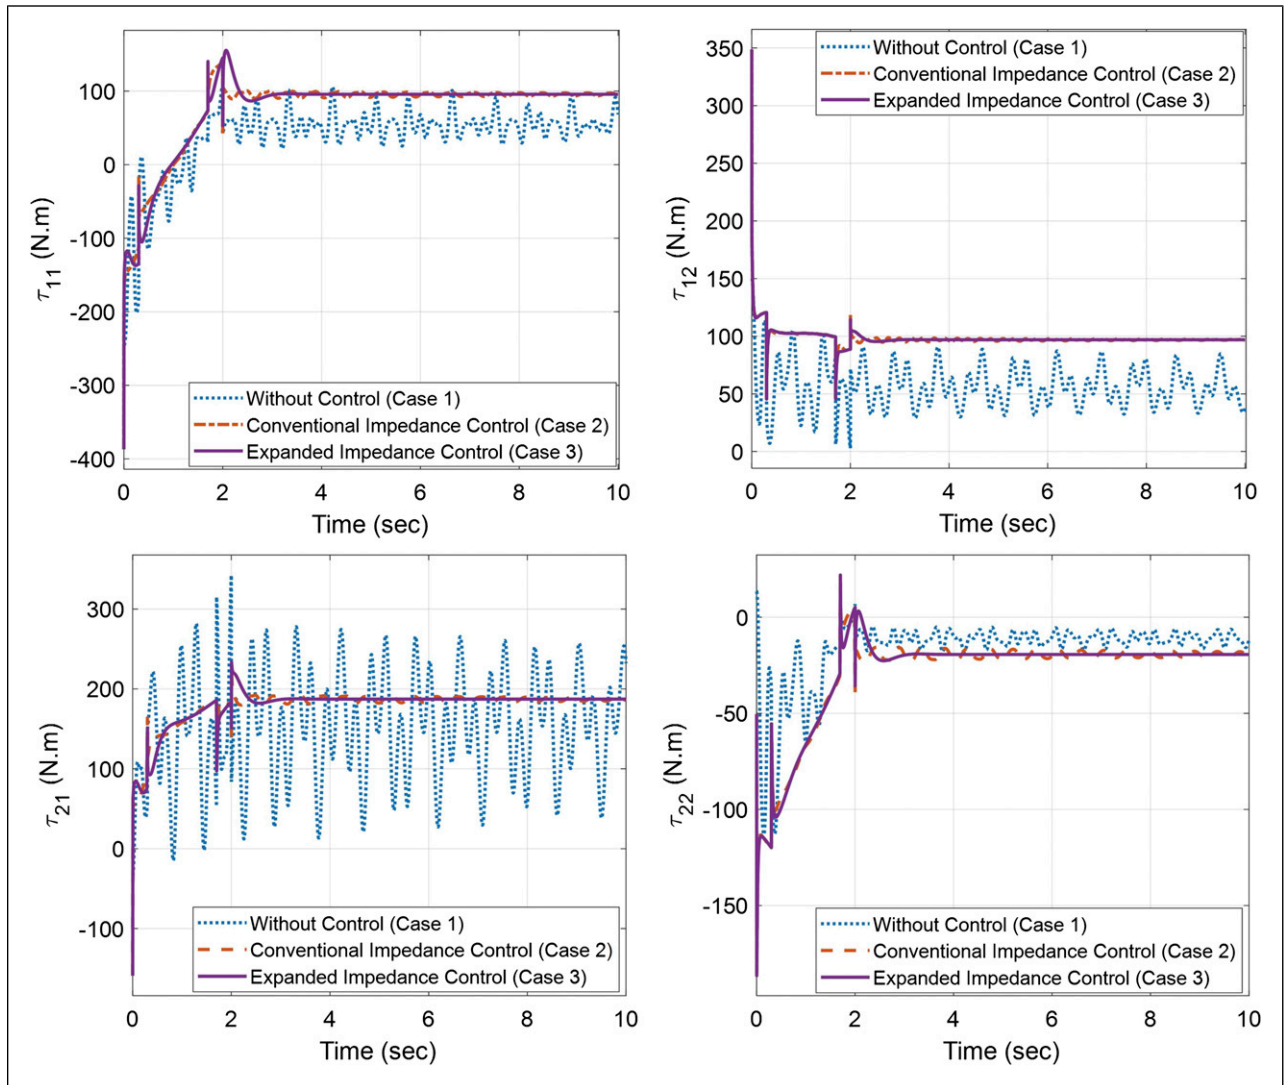 100
0
-100
-200
-300
-400
τ11 (N.m)
Without Control (Case 1)
Conventional Impedance Control (Case 2)
Expanded Impedance Control (Case 3)
0 2 4 6 8 10
Time (sec)
350
300
250
200
150
100
50
0
τ12 (N.m)
Without Control (Case 1)
Conventional Impedance Control (Case 2)
Expanded Impedance Control (Case 3)
0 2 4 6 8 10
Time (sec)
300
200
100
0
-100
τ21 (N.m)
Without Control (Case 1)
Conventional Impedance Control (Case 2)
Expanded Impedance Control (Case 3)
0 2 4 6 8 10
Time (sec)
0
-50
-100
-150
τ22 (N.m)
Without Control (Case 1)
Conventional Impedance Control (Case 2)
Expanded Impedance Control (Case 3)
0 2 4 6 8 10
Time (sec)